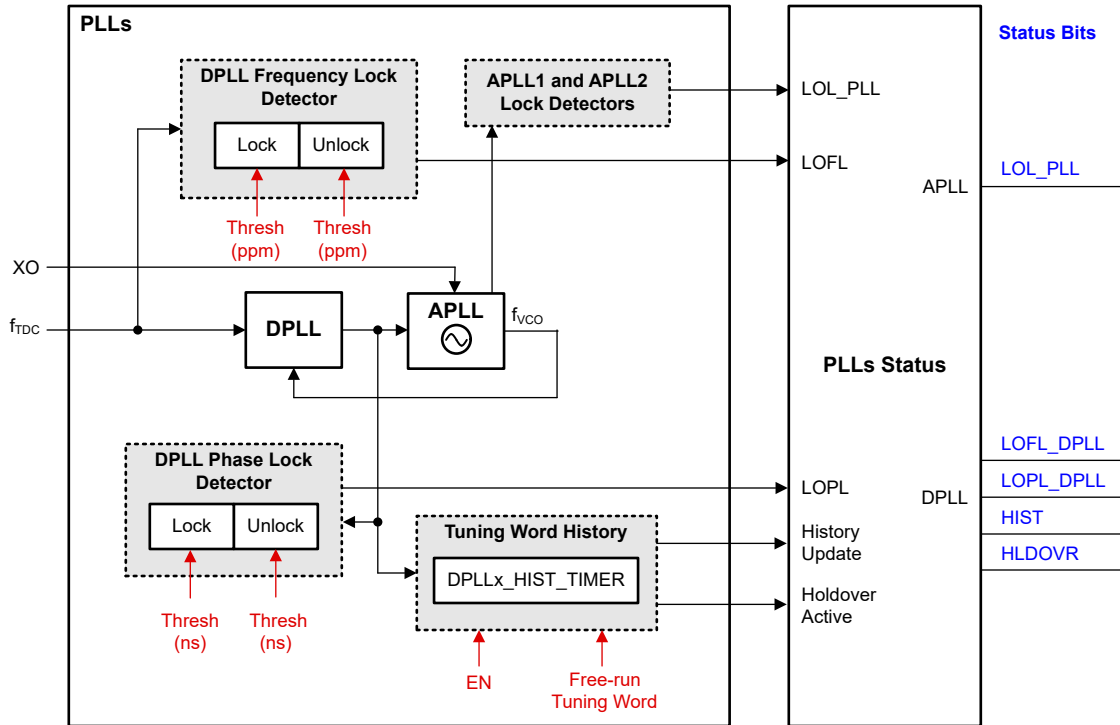 PLLs
DPLL Frequency Lock
Detector
Lock
Unlock
Thresh
(ppm)
Thresh
(ppm)
APLL1 and APLL2
Lock Detectors
XO
fTDC
DPLL
APLL
fVCO
DPLL Phase Lock
Detector
Lock
Unlock
Thresh
(ns)
Thresh
(ns)
Tuning Word History
DPLLx_HIST_TIMER
EN
Free-run
Tuning Word
LOL_PLL
LOFL
APLL
PLLs Status
LOPL
DPLL
History
Update
Holdover
Active
Status Bits
LOL_PLL
LOFL_DPLL
LOPL_DPLL
HIST
HLDOVR